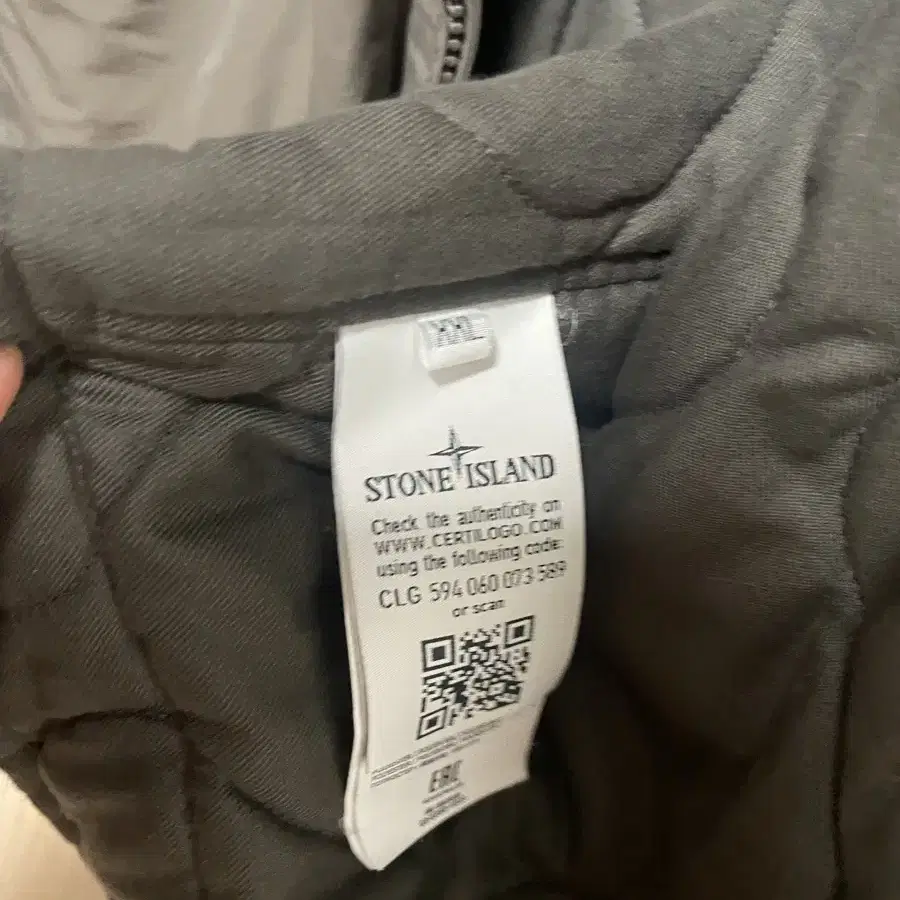 XXL
STONE ISLAND
Check the authenticity on
WWW.CERTILOGO.COM
using the following code:
CLG 594 060 073 589
or scan
EAC